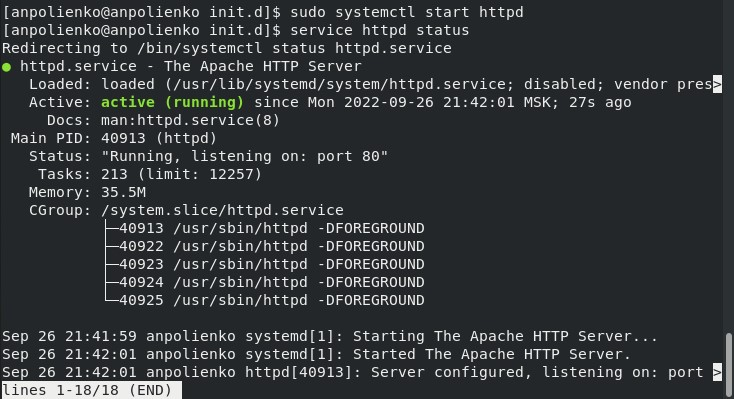 [anpolienko@anpolienko init.d]$ sudo systemctl start httpd
[anpolienko@anpolienko init.d]$ service httpd status
Redirecting to /bin/systemctl status httpd.service
● httpd.service - The Apache HTTP Server
   Loaded: loaded (/usr/lib/systemd/system/httpd.service; disabled; vendor pres>
   Active: active (running) since Mon 2022-09-26 21:42:01 MSK; 27s ago
     Docs: man:httpd.service(8)
 Main PID: 40913 (httpd)
   Status: "Running, listening on: port 80"
    Tasks: 213 (limit: 12257)
   Memory: 35.5M
   CGroup: /system.slice/httpd.service
           ├─40913 /usr/sbin/httpd -DFOREGROUND
           ├─40922 /usr/sbin/httpd -DFOREGROUND
           ├─40923 /usr/sbin/httpd -DFOREGROUND
           ├─40924 /usr/sbin/httpd -DFOREGROUND
           └─40925 /usr/sbin/httpd -DFOREGROUND

Sep 26 21:41:59 anpolienko systemd[1]: Starting The Apache HTTP Server...
Sep 26 21:42:01 anpolienko systemd[1]: Started The Apache HTTP Server.
Sep 26 21:42:01 anpolienko httpd[40913]: Server configured, listening on: port >
lines 1-18/18 (END)